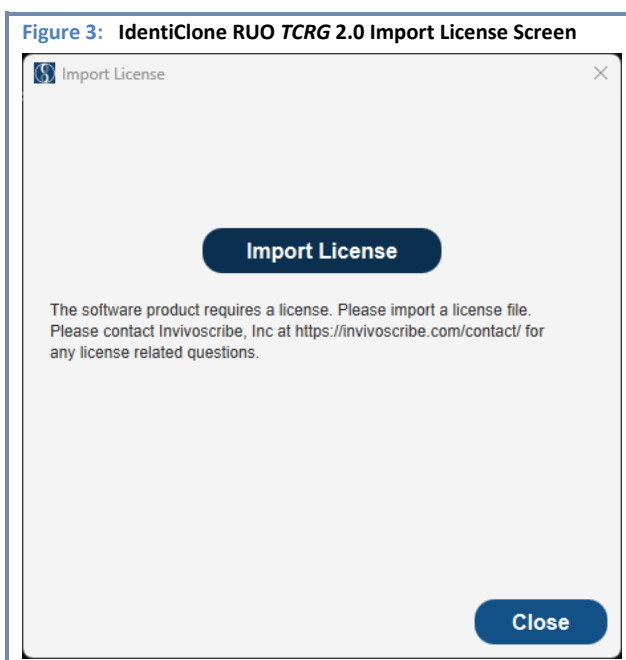 Figure 3: IdentiClone RUO TCRG 2.0 Import License Screen
Import License
Import License
The software product requires a license. Please import a license file.
Please contact Invivoscribe, Inc at https://invivoscribe.com/contact/ for
any license related questions.
Close